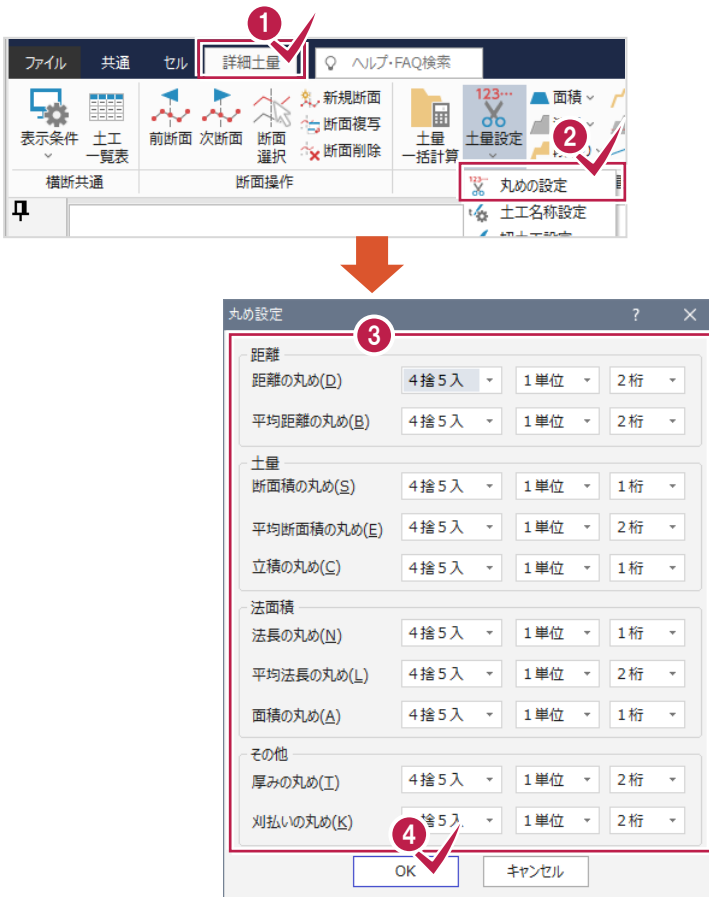 1
ファイル 共通 セル 詳細土量 ヘルプ・FAQ検索
表示条件 土工一覧表 前断面 次断面 断面選択 新規断面 断面複写 断面削除 土量一括計算 123… 土量設定 面積
2
横断共通 断面操作
丸めの設定
土工名称設定
丸め設定 ? ×
3
距離
距離の丸め(D) 4捨5入 1単位 2桁
平均距離の丸め(B) 4捨5入 1単位 2桁
土量
断面積の丸め(S) 4捨5入 1単位 1桁
平均断面積の丸め(E) 4捨5入 1単位 2桁
立積の丸め(C) 4捨5入 1単位 1桁
法面積
法長の丸め(N) 4捨5入 1単位 1桁
平均法長の丸め(L) 4捨5入 1単位 2桁
面積の丸め(A) 4捨5入 1単位 1桁
その他
厚みの丸め(T) 4捨5入 1単位 2桁
刈払いの丸め(K) 捨5入 1単位 2桁
4
OK キャンセル